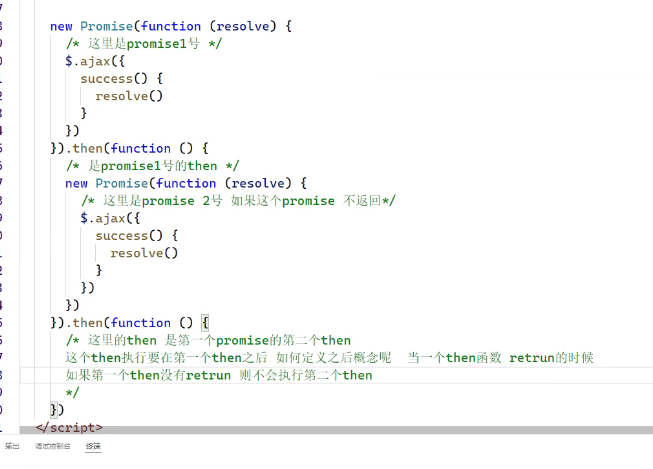 new Promise(function (resolve) {
/* 这里是promise1号 */
$.ajax({
success() {
resolve()
}
})
}).then(function () {
/* 是promise1号的then */
new Promise(function (resolve) {
/* 这里是promise 2号 如果这个promise 不返回*/
$.ajax({
success() {
resolve()
}
})
})
}).then(function () {
/* 这里的then 是第一个promise的第二个then
这个then执行要在第一个then之后 如何定义之后概念呢 当一个then函数 retrun的时候
如果第一个then没有retrun 则不会执行第二个then
*/
})
</script>
输出 调试控制台 终端